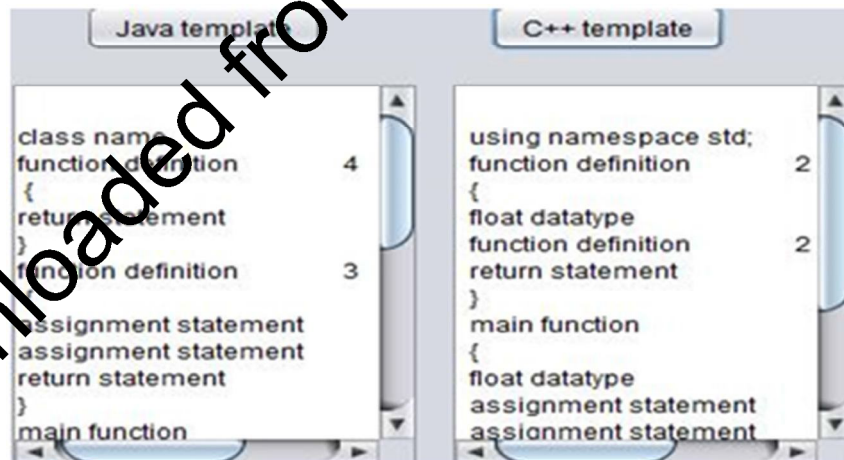 Java template
C++ template
class name
function definition 4
{
return statement
}
function definition 3
{
assignment statement
assignment statement
return statement
}
main function
using namespace std;
function definition 2
{
float datatype
function definition 2
return statement
}
main function
{
float datatype
assignment statement
assignment statement
nloaded from